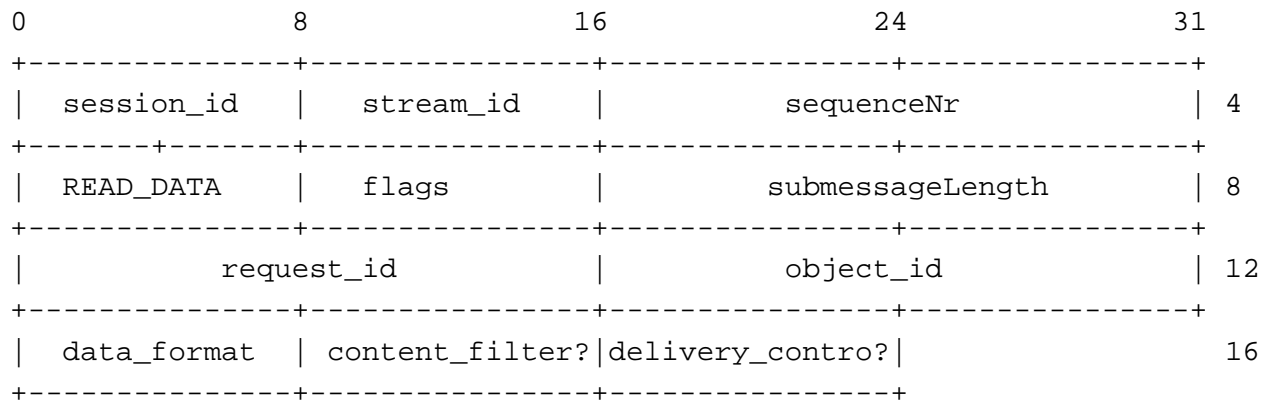 0               8               16              24              31
+---------------+---------------+---------------+---------------+
|  session_id   |   stream_id   |          sequenceNr           | 4
+-------+-------+---------------+---------------+---------------+
|  READ_DATA    |   flags       |         submessageLength      | 8
+---------------+---------------+---------------+---------------+
|           request_id          |          object_id            | 12
+---------------+---------------+---------------+---------------+
|  data_format  | content_filter?|delivery_contro?|                16
+---------------+---------------+---------------+